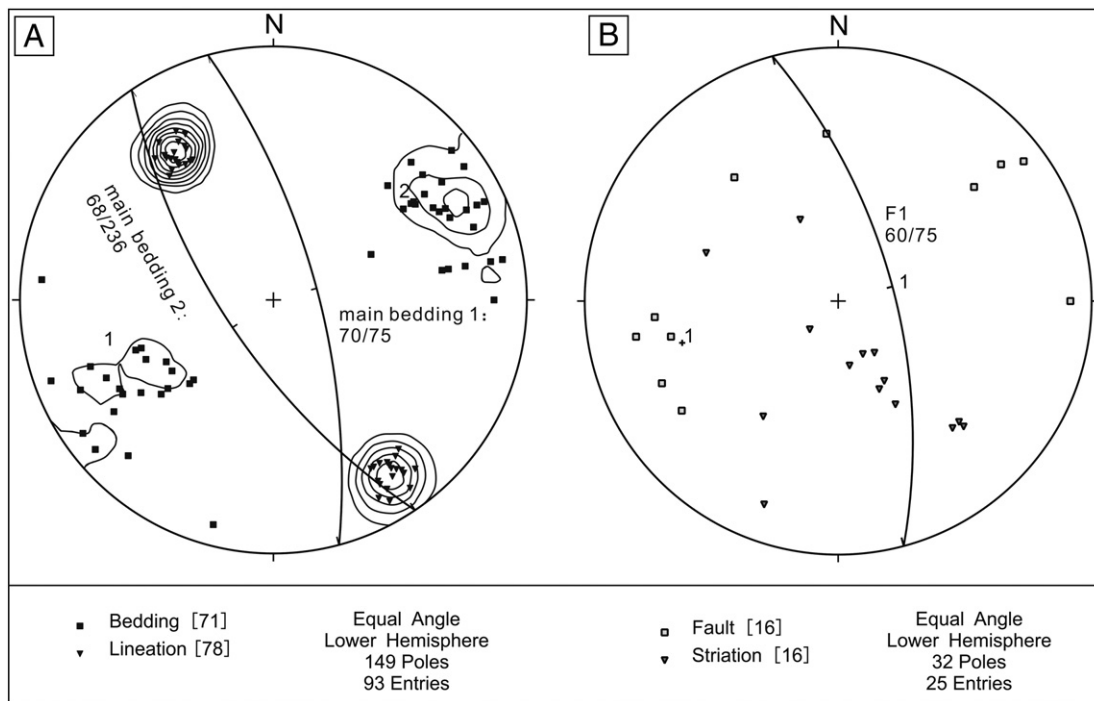 A
N
main bedding 2:
68/236
2
main bedding 1:
70/75
1
B
N
F1
60/75
1
1
Bedding [71]
Lineation [78]
Equal Angle
Lower Hemisphere
149 Poles
93 Entries
Fault [16]
Striation [16]
Equal Angle
Lower Hemisphere
32 Poles
25 Entries